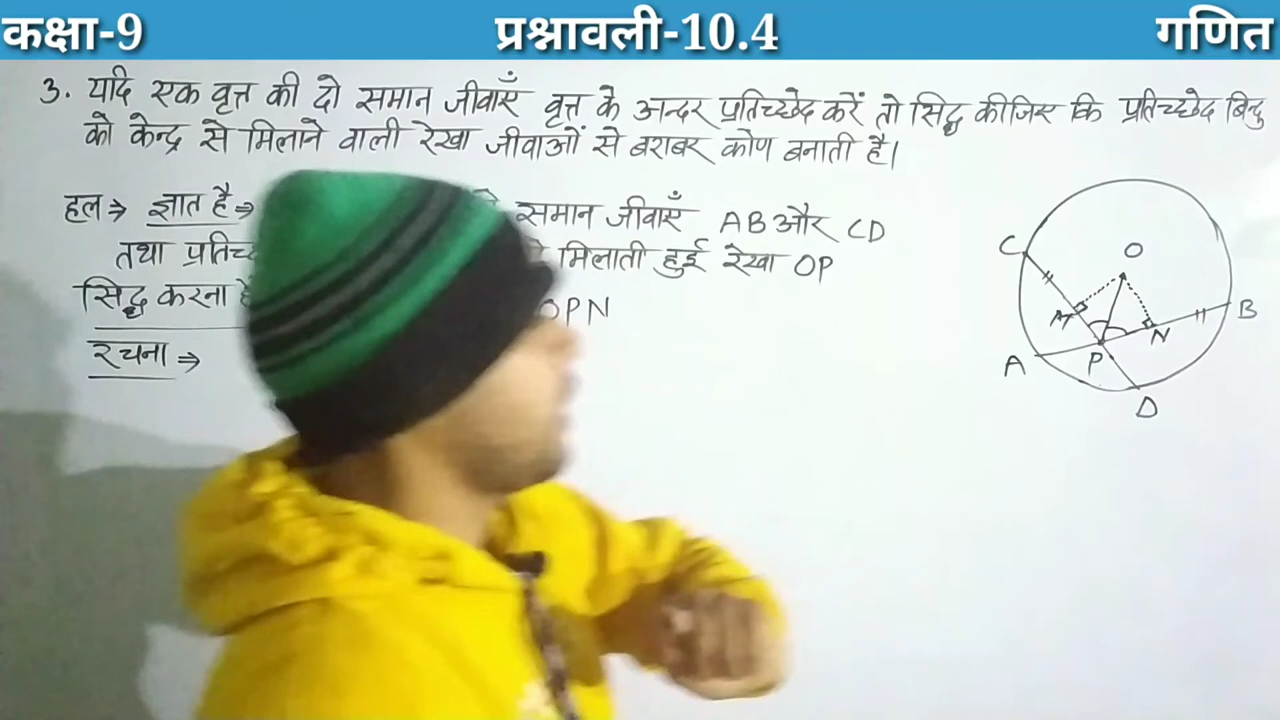 कक्षा-9 प्रश्नावली-10.4 गणित
3. यदि एक वृत्त की दो समान जीवाएँ वृत्त के अन्दर प्रतिच्छेद करें तो सिद्ध कीजिए कि प्रतिच्छेद बिन्दु
को केन्द्र से मिलाने वाली रेखा जीवाओं से बराबर कोण बनाती है।
हल⇒ ज्ञात है⇒ समान जीवाएँ AB और CD
तथा मिलाती हुई रेखा OP
सिद्ध करना OPN
रचना ⇒
C
O
B
M
N
A
P
D